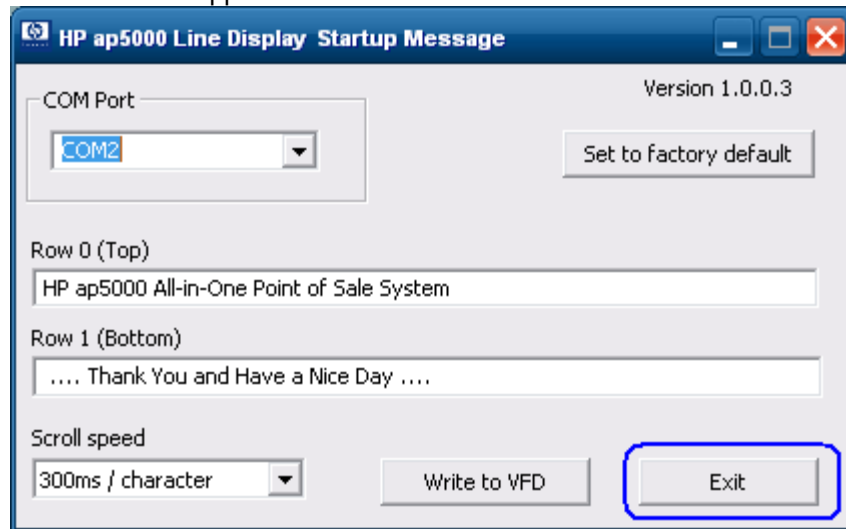 HP ap5000 Line Display Startup Message
Version 1.0.0.3
COM Port
COM2
Set to factory default
Row 0 (Top)
HP ap5000 All-in-One Point of Sale System
Row 1 (Bottom)
.... Thank You and Have a Nice Day ....
Scroll speed
300ms / character
Write to VFD
Exit